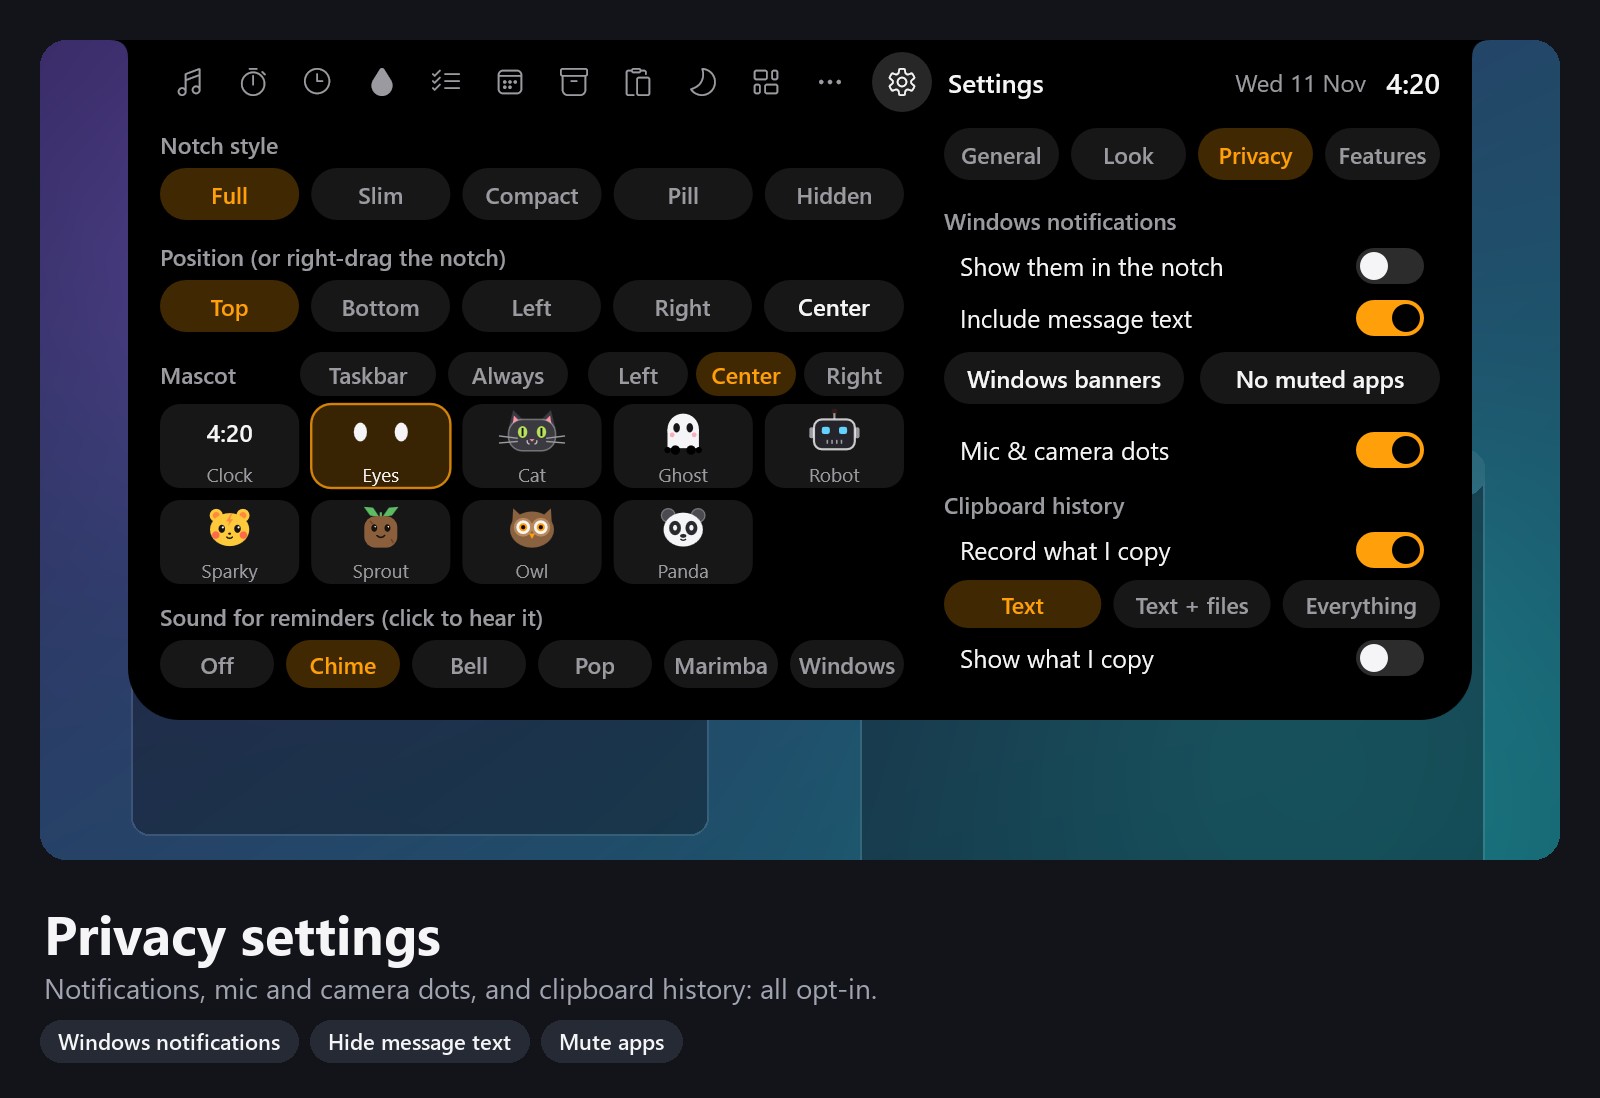 Settings
Wed 11 Nov 4:20
Notch style
Full Slim Compact Pill Hidden
Position (or right-drag the notch)
Top Bottom Left Right Center
Mascot Taskbar Always Left Center Right
4:20
Clock Eyes Cat Ghost Robot
Sparky Sprout Owl Panda
Sound for reminders (click to hear it)
Off Chime Bell Pop Marimba Windows
General Look Privacy Features
Windows notifications
Show them in the notch
Include message text
Windows banners No muted apps
Mic & camera dots
Clipboard history
Record what I copy
Text Text + files Everything
Show what I copy
Privacy settings
Notifications, mic and camera dots, and clipboard history: all opt-in.
Windows notifications Hide message text Mute apps